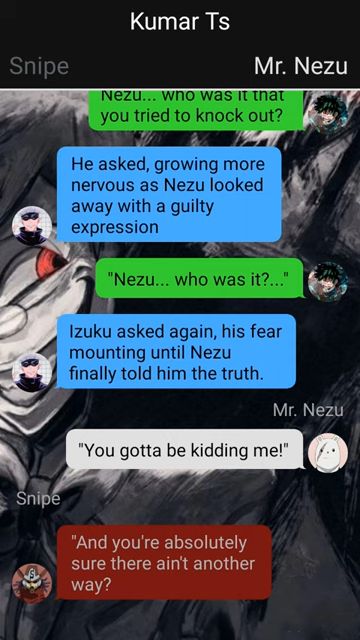 Kumar Ts
Snipe
Mr. Nezu
Nezu... who was it that
you tried to knock out?
He asked, growing more
nervous as Nezu looked
away with a guilty
expression
"Nezu... who was it?..."
Izuku asked again, his fear
mounting until Nezu
finally told him the truth.
Mr. Nezu
"You gotta be kidding me!"
Snipe
"And you're absolutely
sure there ain't another
way?